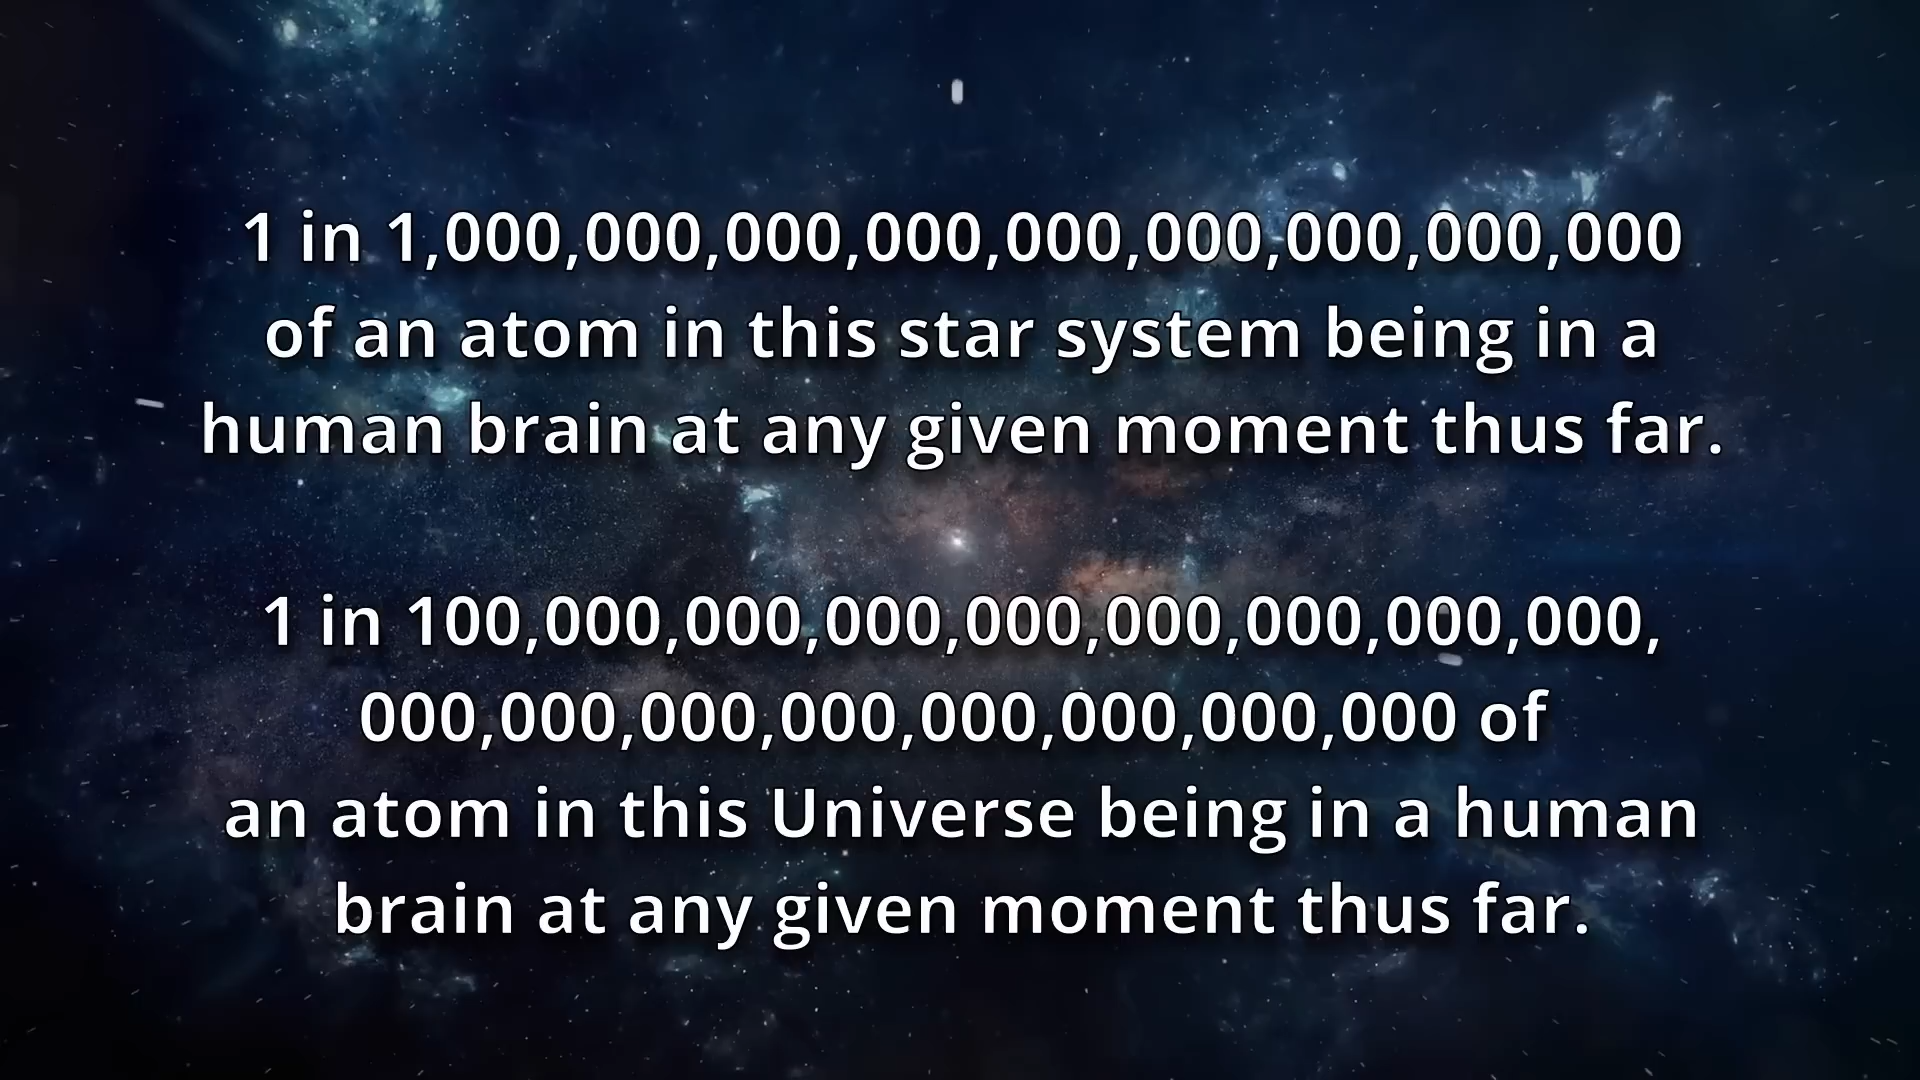 1 in 1,000,000,000,000,000,000,000,000,000
of an atom in this star system being in a
human brain at any given moment thus far.
1 in 100,000,000,000,000,000,000,000,000,
000,000,000,000,000,000,000,000 of
an atom in this Universe being in a human
brain at any given moment thus far.